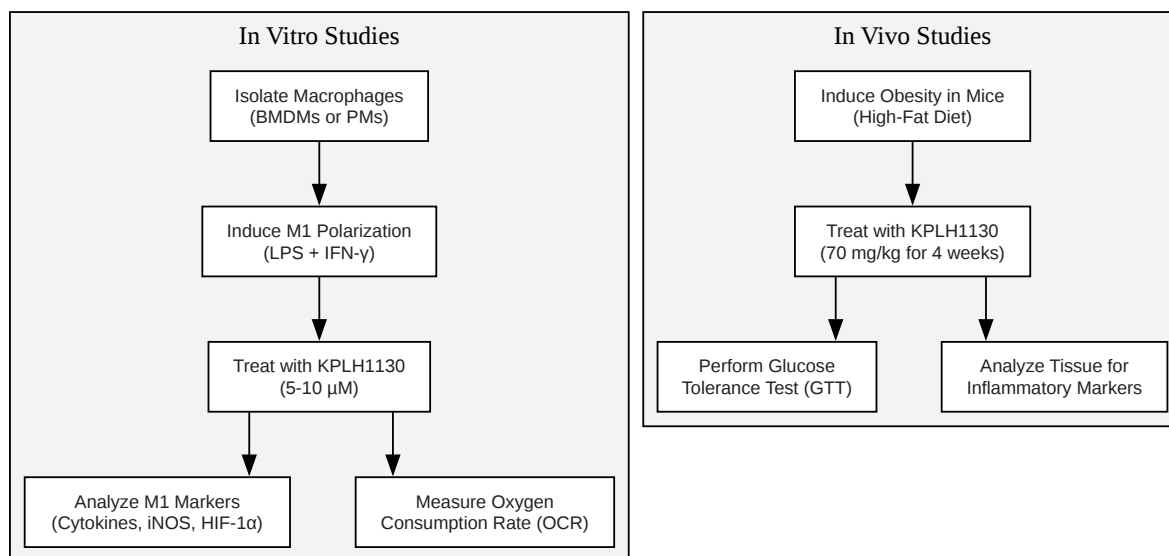 In Vitro Studies
Isolate Macrophages
(BMDMs or PMs)
Induce M1 Polarization
(LPS + IFN-γ)
Treat with KPLH1130
(5-10 µM)
Analyze M1 Markers
(Cytokines, iNOS, HIF-1α)
Measure Oxygen
Consumption Rate (OCR)
In Vivo Studies
Induce Obesity in Mice
(High-Fat Diet)
Treat with KPLH1130
(70 mg/kg for 4 weeks)
Perform Glucose
Tolerance Test (GTT)
Analyze Tissue for
Inflammatory Markers